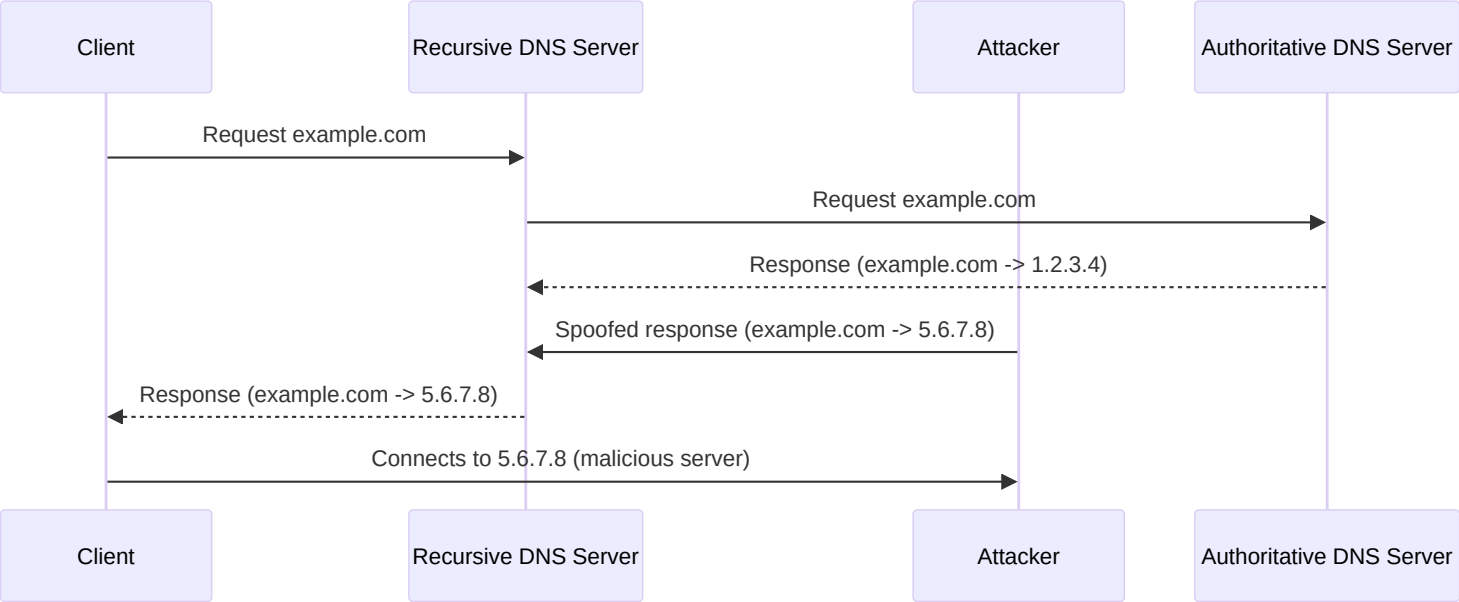 Client
Recursive DNS Server
Attacker
Authoritative DNS Server
Request example.com
Request example.com
Response (example.com -> 1.2.3.4)
Spoofed response (example.com -> 5.6.7.8)
Response (example.com -> 5.6.7.8)
Connects to 5.6.7.8 (malicious server)
Client
Recursive DNS Server
Attacker
Authoritative DNS Server